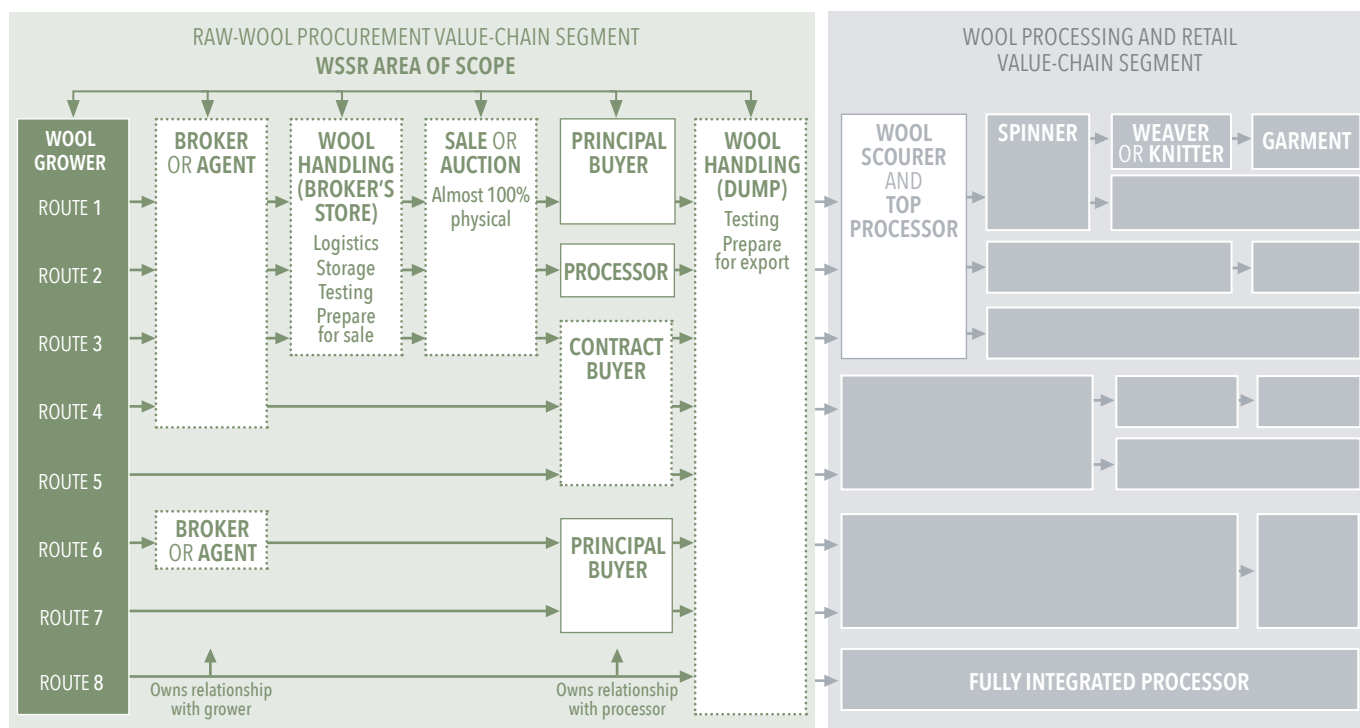 RAW-WOOL PROCUREMENT VALUE-CHAIN SEGMENT
WSSR AREA OF SCOPE
WOOL PROCESSING AND RETAIL
VALUE-CHAIN SEGMENT
WOOL
GROWER
ROUTE 1
ROUTE 2
ROUTE 3
ROUTE 4
ROUTE 5
ROUTE 6
ROUTE 7
ROUTE 8
BROKER
OR AGENT
BROKER
OR AGENT
Owns relationship
with grower
WOOL
HANDLING
(BROKER'S
STORE)
Logistics
Storage
Testing
Prepare
for sale
SALE OR
AUCTION
Almost 100%
physical
PRINCIPAL
BUYER
PROCESSOR
CONTRACT
BUYER
PRINCIPAL
BUYER
Owns relationship
with processor
WOOL
HANDLING
(DUMP)
Testing
Prepare
for export
WOOL
SCOURER
AND
TOP
PROCESSOR
SPINNER
WEAVER
OR KNITTER
GARMENT
FULLY INTEGRATED PROCESSOR